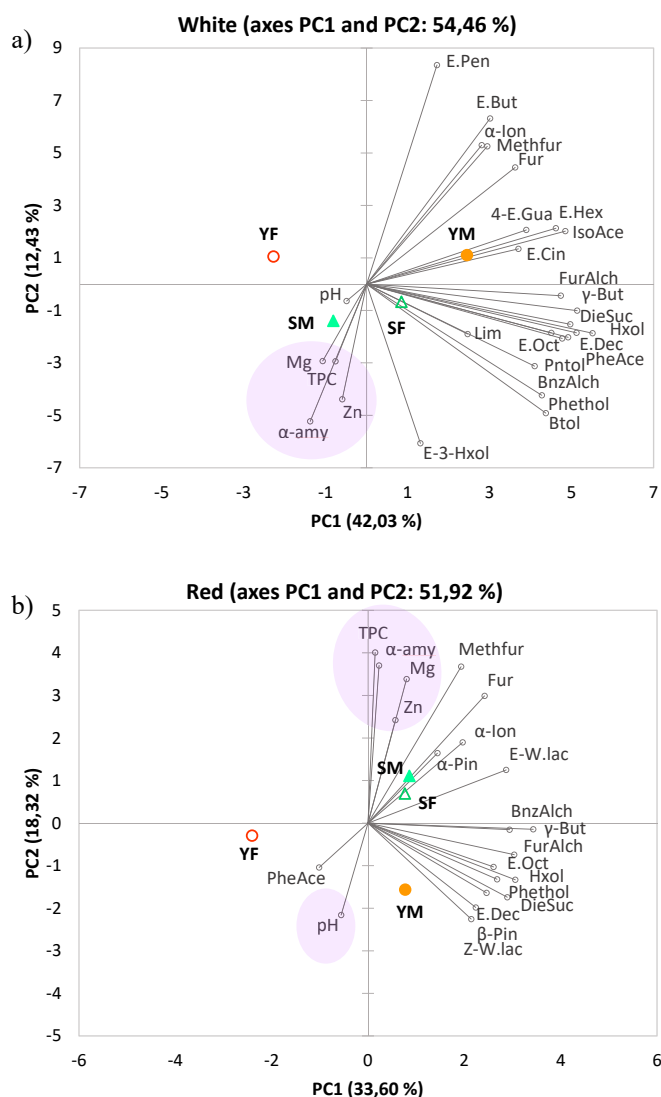 a)
White (axes PC1 and PC2: 54,46 %)
9
7
5
3
1
-1
-3
-5
-7
PC2 (12,43 %)
E.Pen
E.But
α-Ion
Methfur
Fur
4-E.Gua
E.Hex
IsoAce
E.Cin
YF
YM
pH
FurAlch
γ-But
SM
SF
DieSuc
Lim
Hxol
E.Oct
E.Dec
PheAce
Mg
TPC
Pntol
BnzAlch
Zn
Phethol
α-amy
Btol
E-3-Hxol
-7 -5 -3 -1 1 3 5 7
PC1 (42,03 %)
b)
Red (axes PC1 and PC2: 51,92 %)
5
4
3
2
1
0
-1
-2
-3
-4
-5
PC2 (18,32 %)
TPC
α-amy
Methfur
Mg
Fur
Zn
α-Ion
E-W.lac
SM
α-Pin
SF
BnzAlch
γ-But
YF
FurAlch
E.Oct
PheAce
Hxol
Phethol
YM
DieSuc
pH
E.Dec
β-Pin
Z-W.lac
-6 -4 -2 0 2 4 6
PC1 (33,60 %)